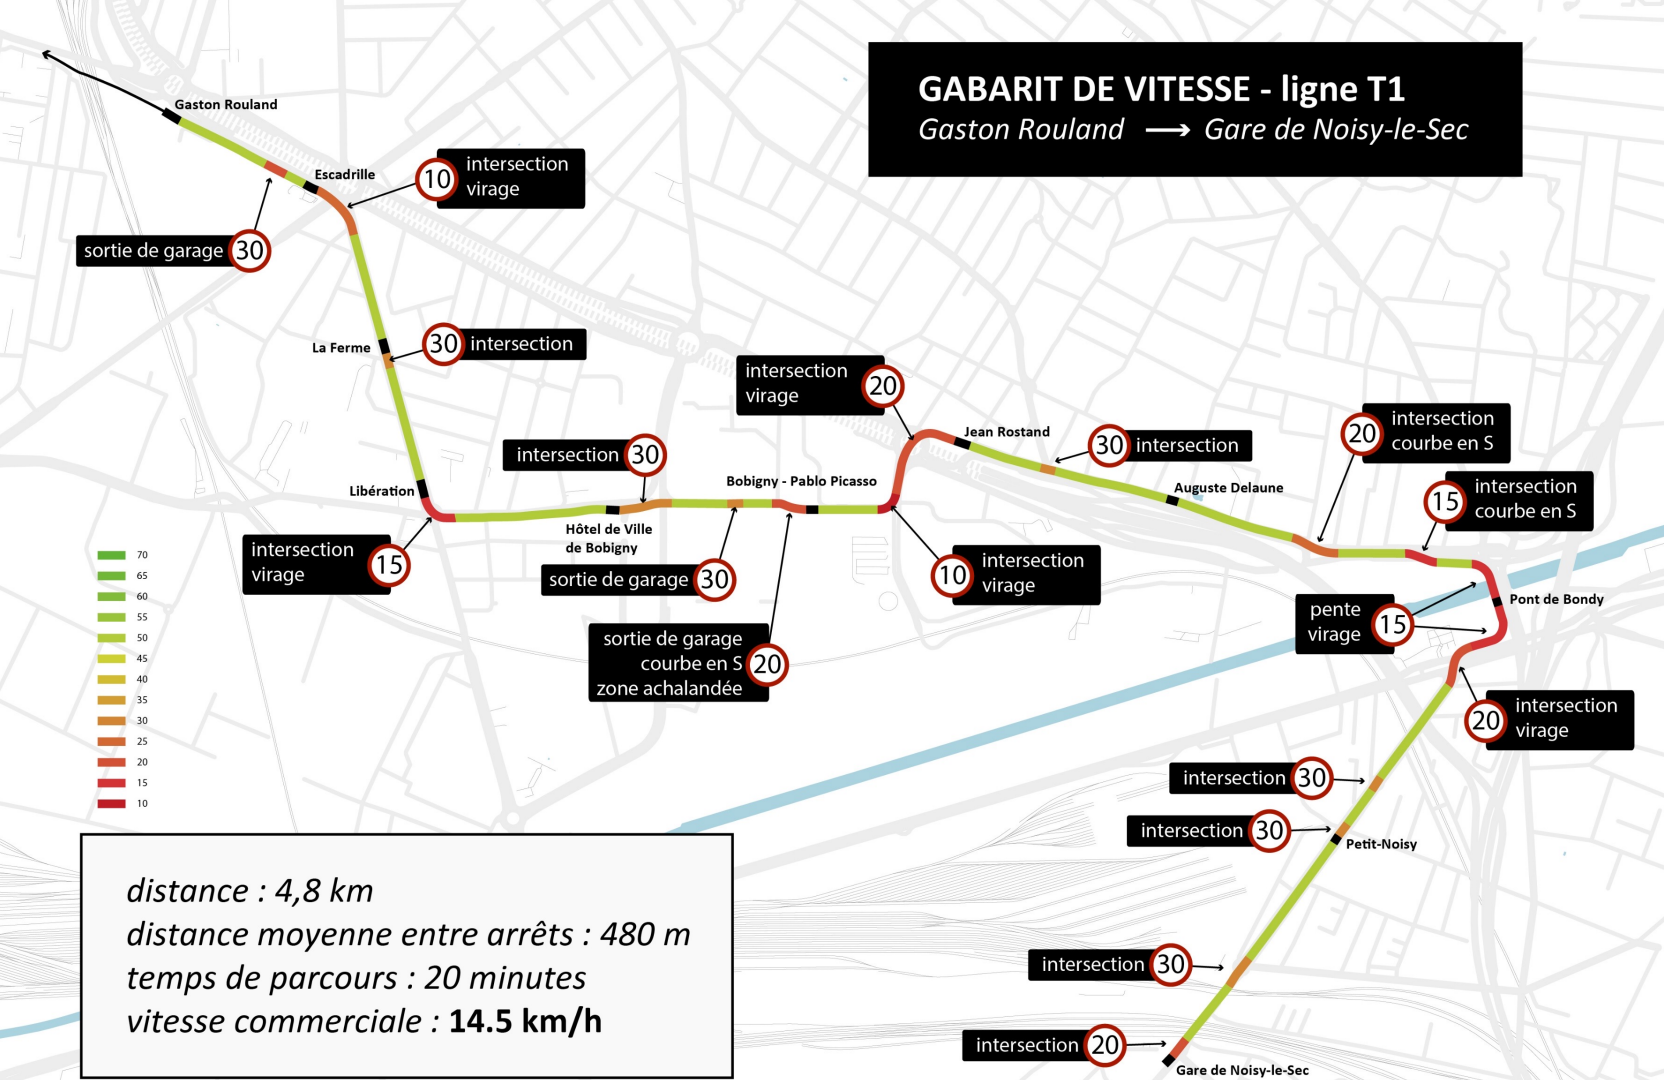 GABARIT DE VITESSE - ligne T1
Gaston Rouland → Gare de Noisy-le-Sec
Gaston Rouland
Escadrille
10
intersection
virage
sortie de garage
30
La Ferme
30
intersection
Libération
intersection
virage
15
intersection
30
Hôtel de Ville
de Bobigny
sortie de garage
30
Bobigny - Pablo Picasso
sortie de garage
courbe en S
zone achalandée
20
intersection
virage
20
10
intersection
virage
Jean Rostand
30
intersection
Auguste Delaune
20
intersection
courbe en S
15
intersection
courbe en S
pente
virage
15
Pont de Bondy
20
intersection
virage
intersection
30
intersection
30
Petit-Noisy
intersection
30
intersection
20
Gare de Noisy-le-Sec
70
65
60
55
50
45
40
35
30
25
20
15
10
distance : 4,8 km
distance moyenne entre arrêts : 480 m
temps de parcours : 20 minutes
vitesse commerciale : 14.5 km/h